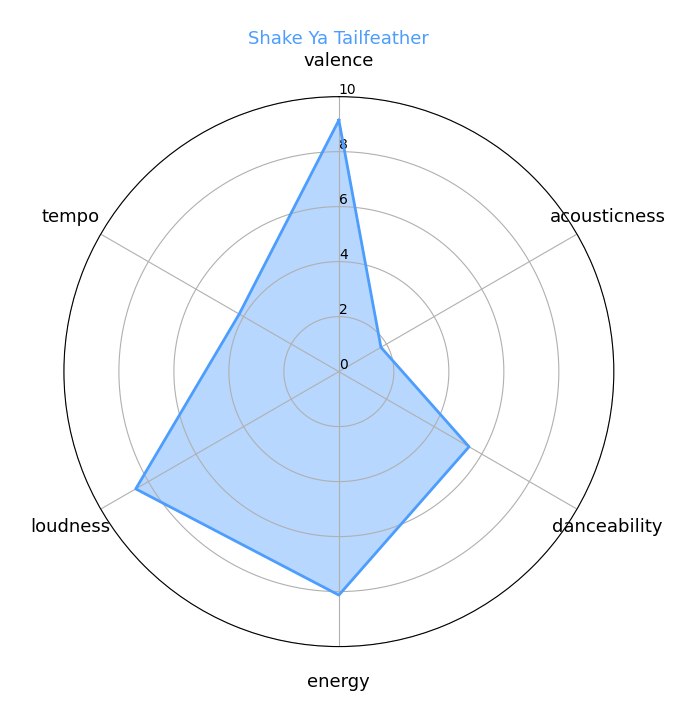 Shake Ya Tailfeather
valence
10
8
6
4
2
0
tempo
acousticness
loudness
danceability
energy